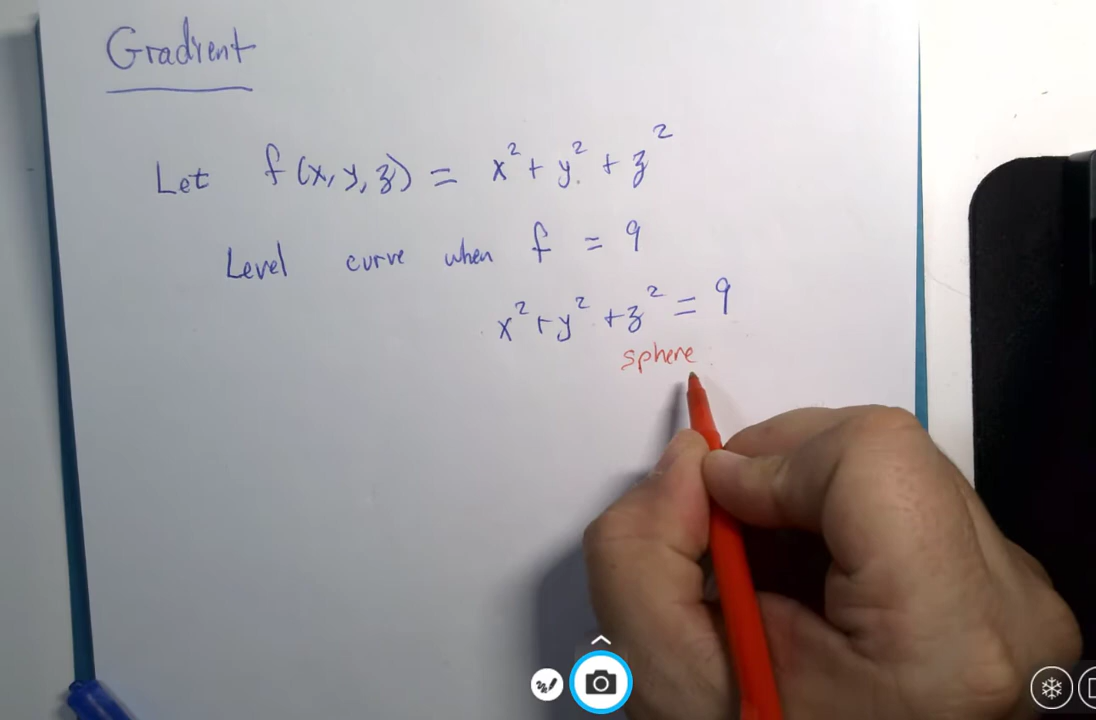 Gradient
Let f(x,y,z) = x² + y² + z²
Level curve when f = 9
x² + y² + z² = 9
sphere